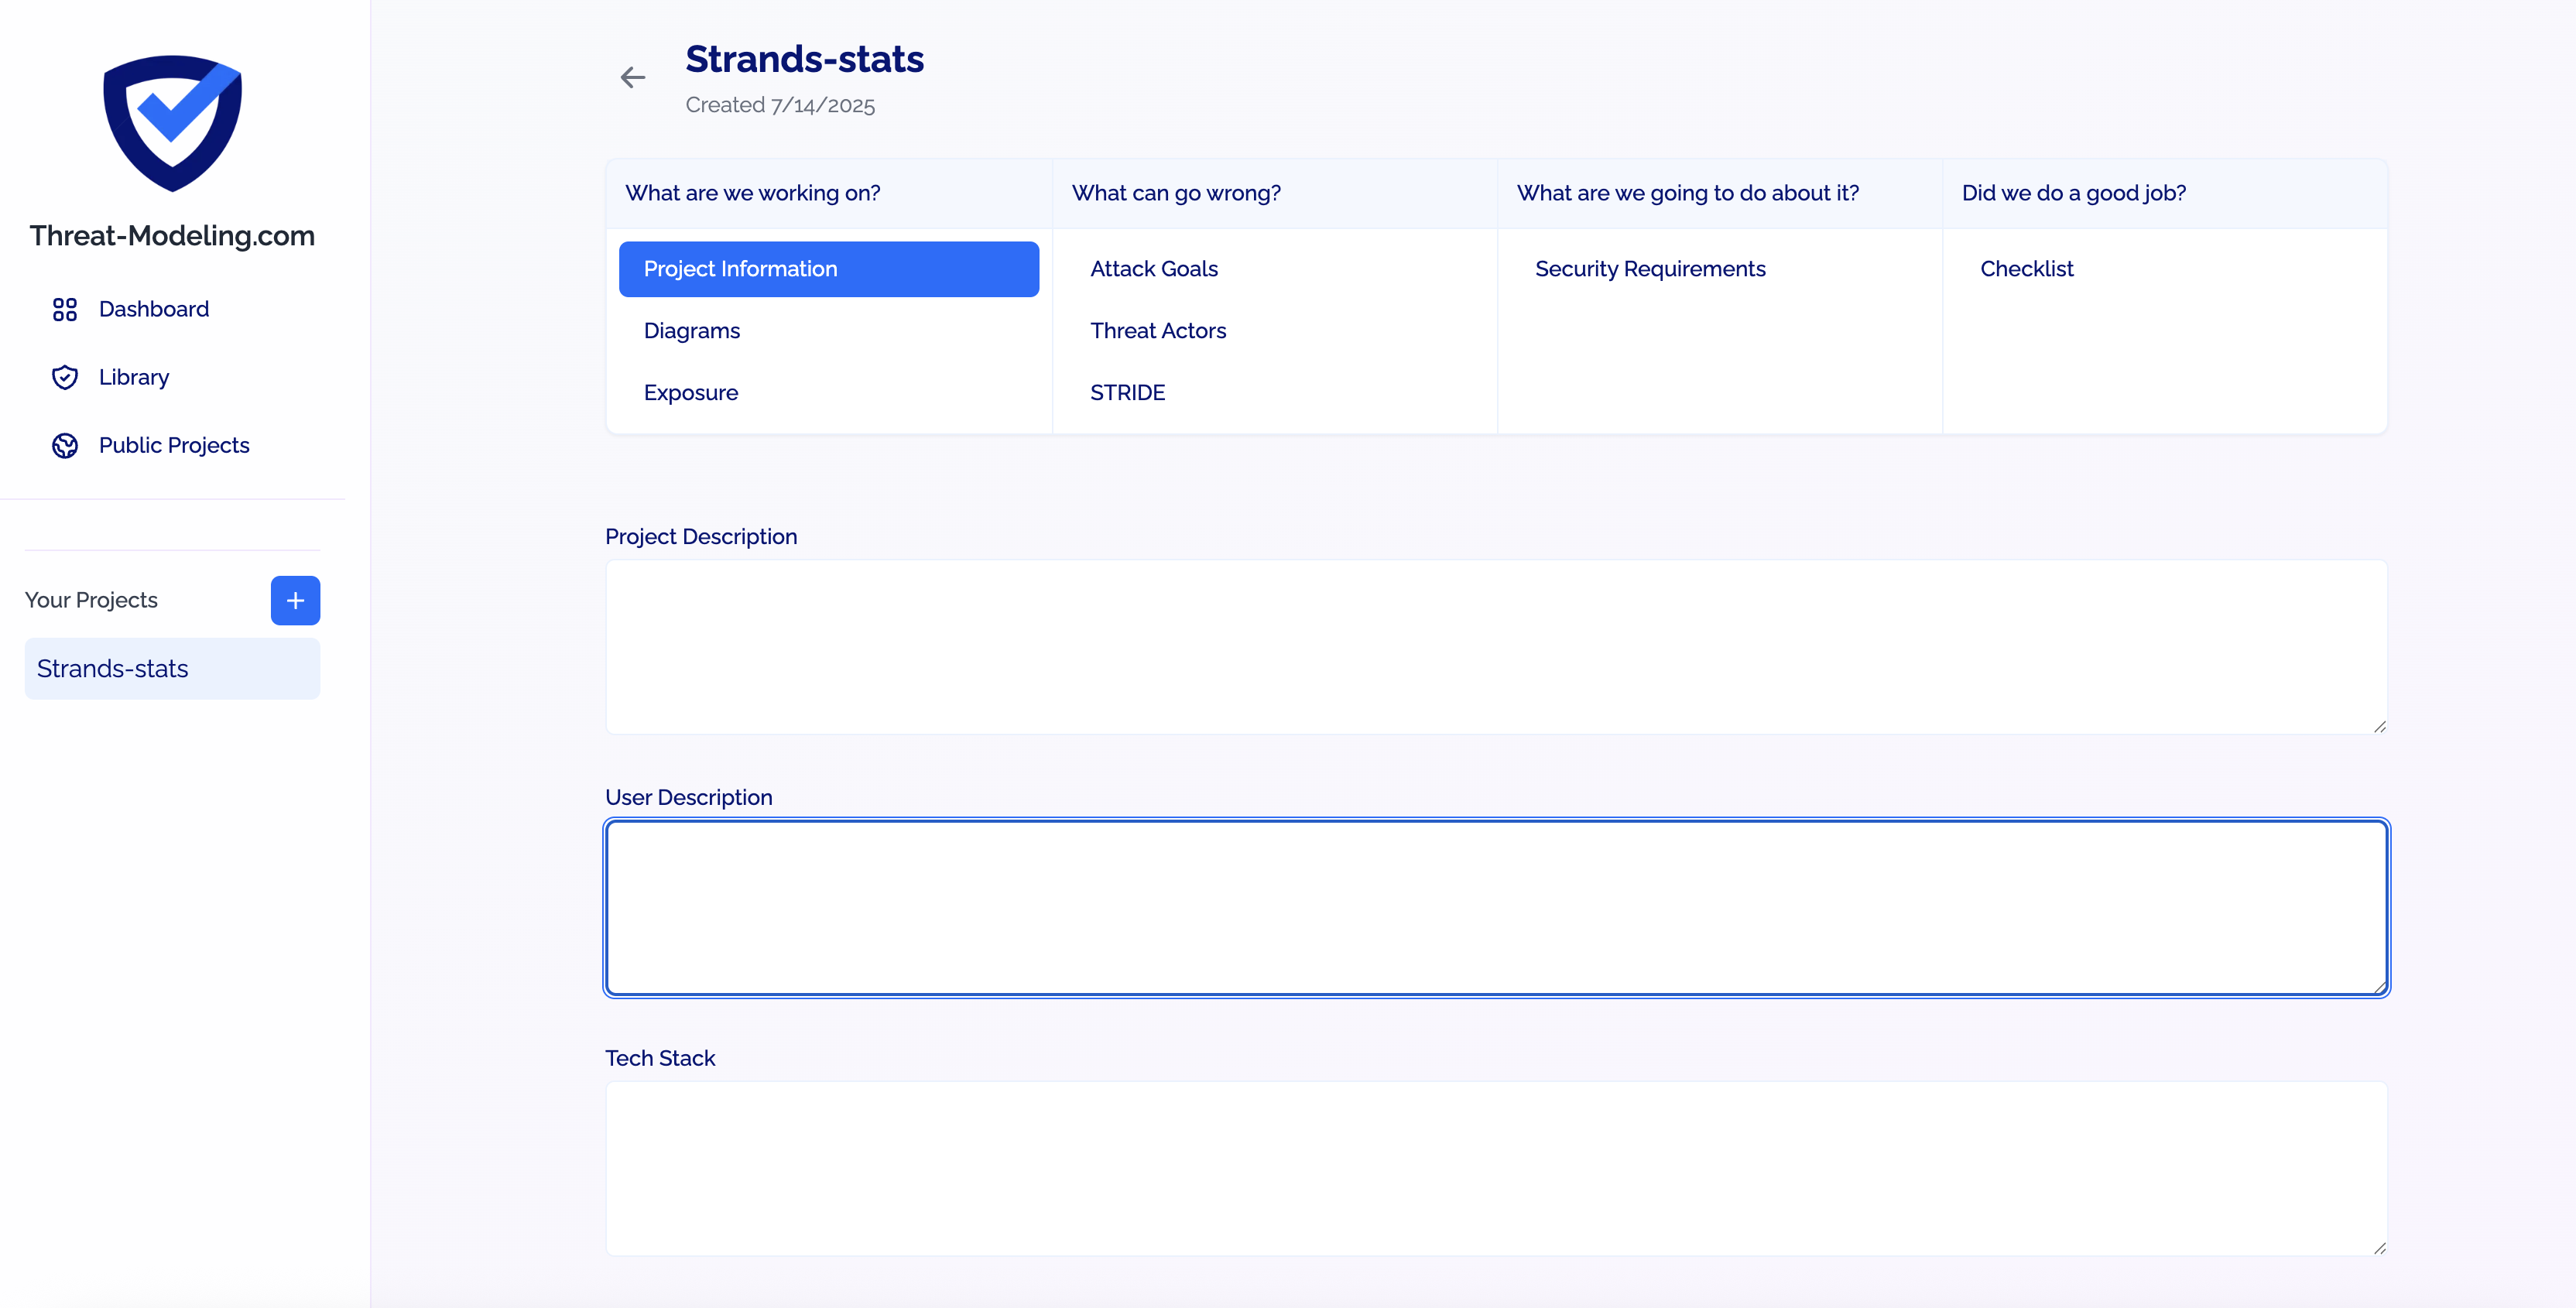 Threat-Modeling.com
Dashboard
Library
Public Projects
Your Projects
+
Strands-stats
Strands-stats
Created 7/14/2025
What are we working on?
Project Information
Diagrams
Exposure
What can go wrong?
Attack Goals
Threat Actors
STRIDE
What are we going to do about it?
Security Requirements
Did we do a good job?
Checklist
Project Description
User Description
Tech Stack